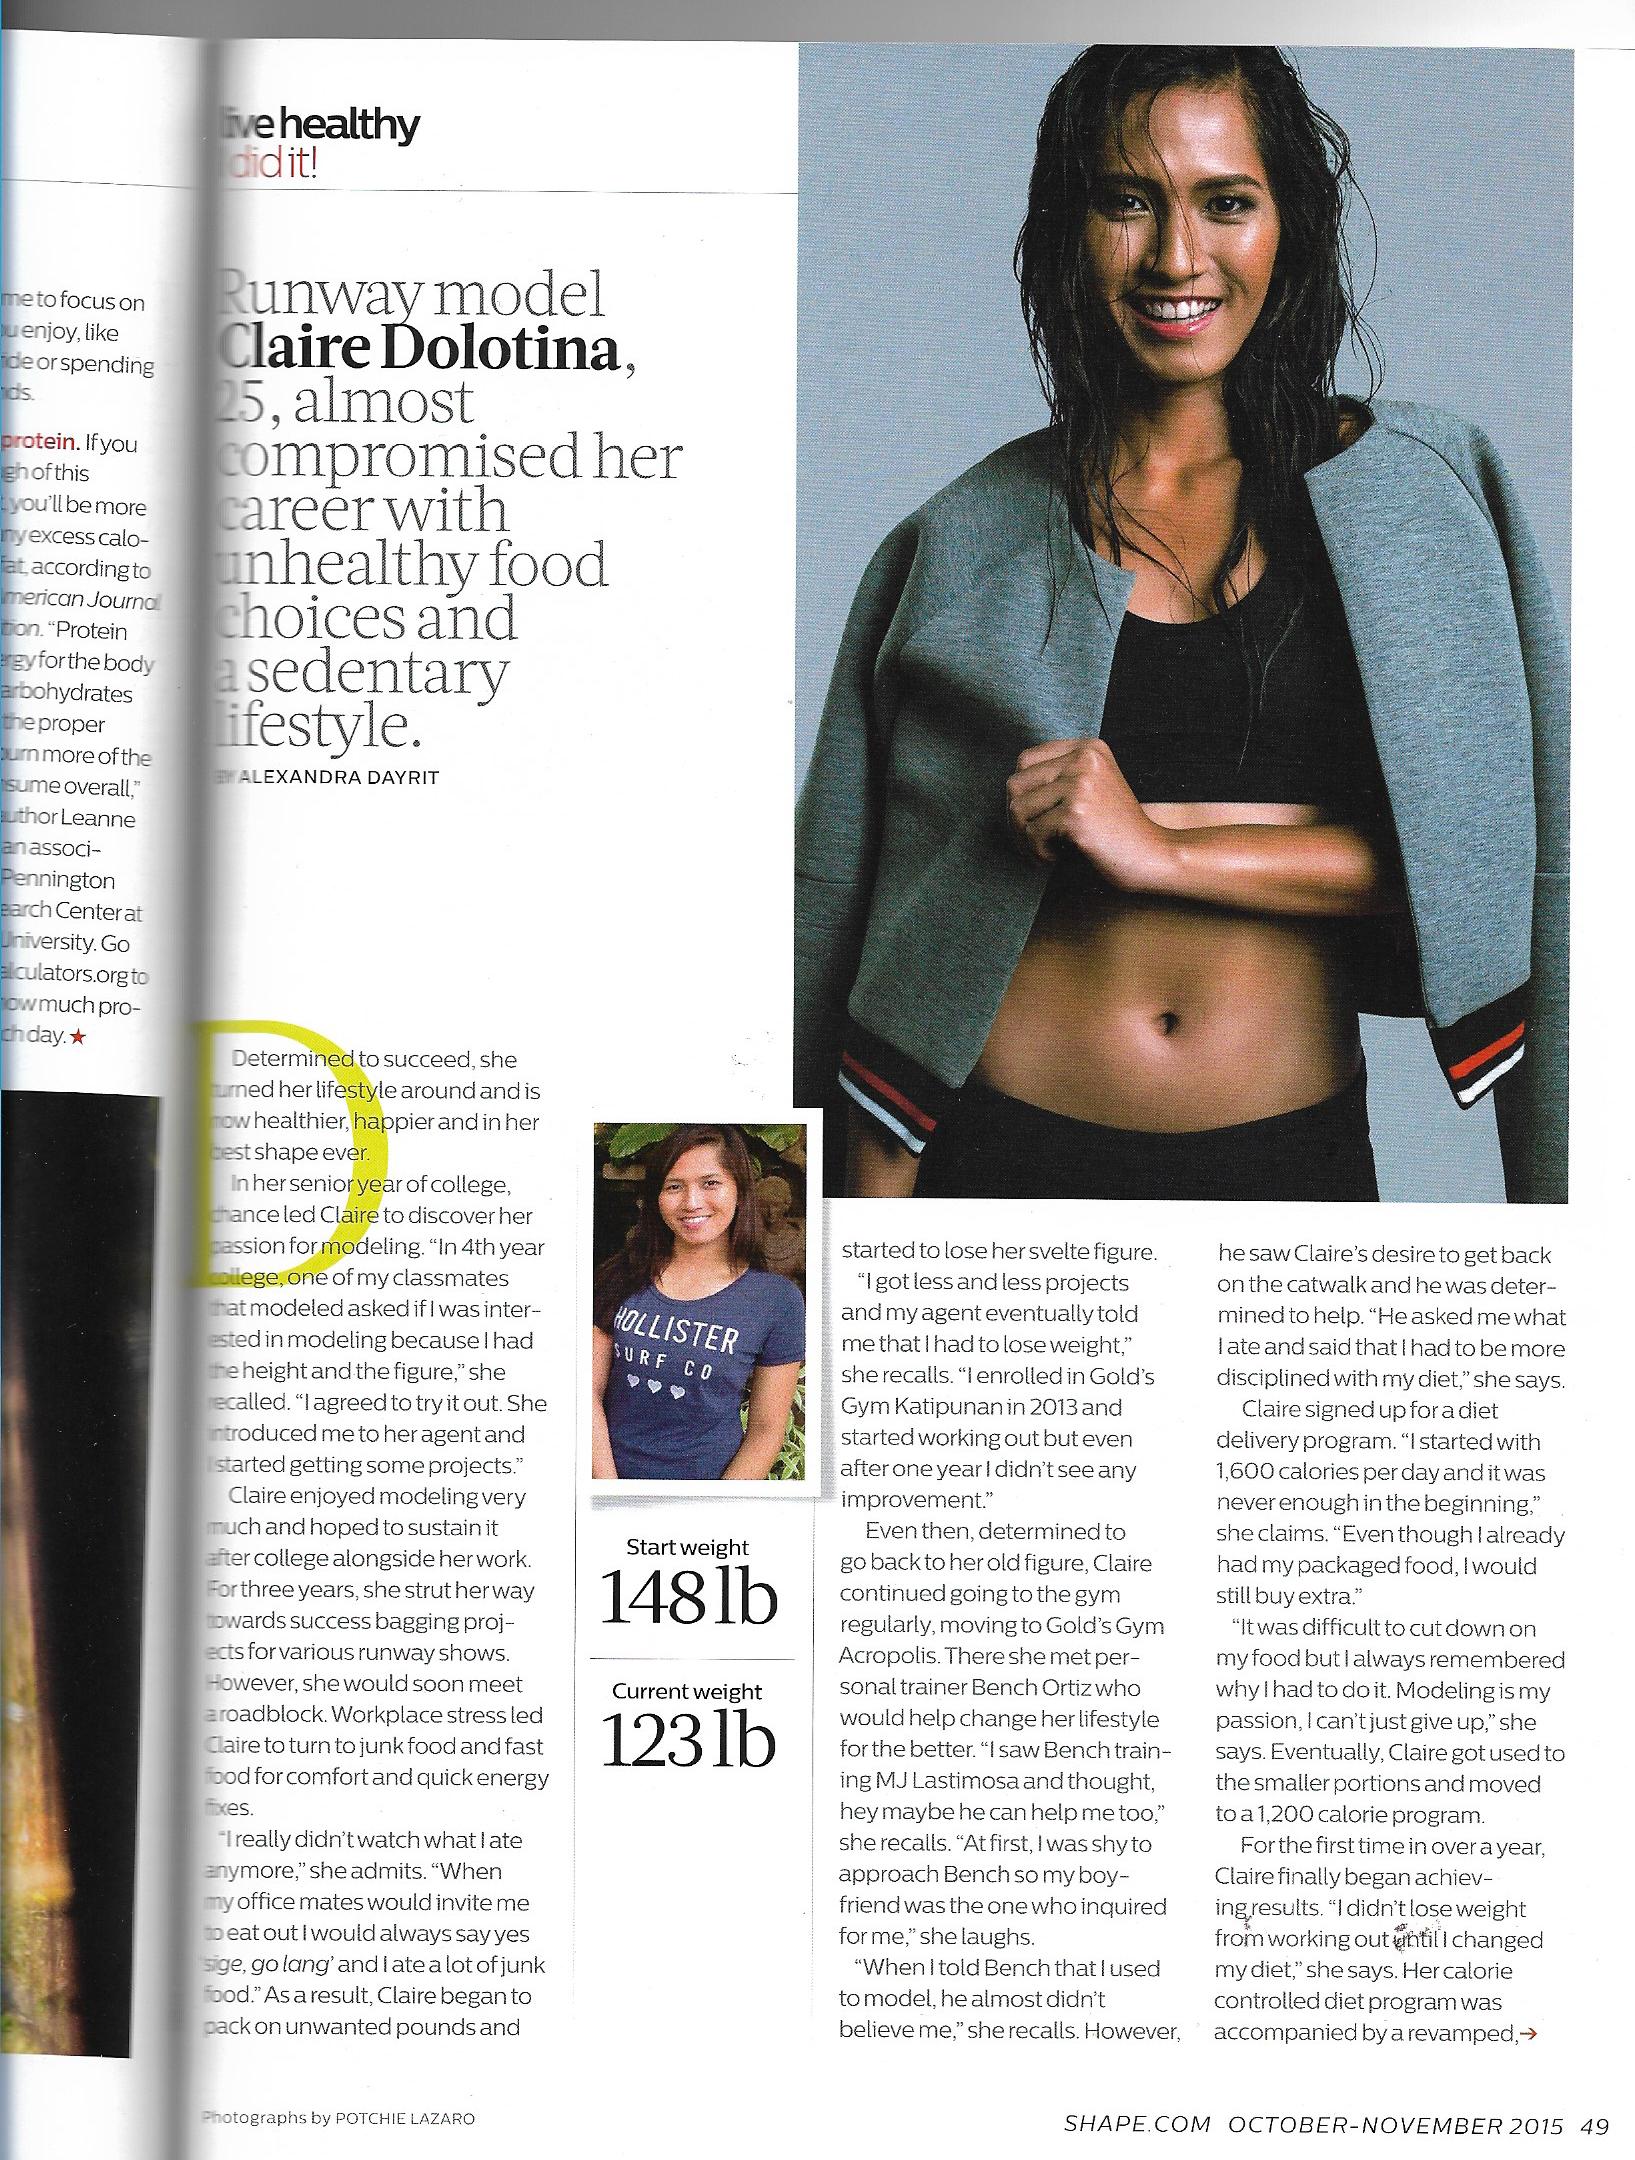 me to focus on
u enjoy, like
de or spending
ds.
protein. If you
gh of this
you'll be more
ny excess calo-
fat, according to
merican Journal
tion. "Protein
ergy for the body
arbohydrates
the proper
burn more of the
sume overall,"
author Leanne
an associ-
Pennington
earch Center at
University. Go
alculators.org to
how much pro-
ch day.★
live healthy
did it!
Runway model
Claire Dolotina,
25, almost
compromised her
career with
unhealthy food
choices and
a sedentary
lifestyle.
BY ALEXANDRA DAYRIT
D
Determined to succeed, she
turned her lifestyle around and is
now healthier, happier and in her
best shape ever.
In her senior year of college,
chance led Claire to discover her
passion for modeling. "In 4th year
college, one of my classmates
that modeled asked if I was inter-
ested in modeling because I had
the height and the figure," she
recalled. "I agreed to try it out. She
introduced me to her agent and
I started getting some projects."
Claire enjoyed modeling very
much and hoped to sustain it
after college alongside her work.
For three years, she strut her way
towards success bagging proj-
ects for various runway shows.
However, she would soon meet
a roadblock. Workplace stress led
Claire to turn to junk food and fast
food for comfort and quick energy
fixes.
"I really didn't watch what I ate
anymore," she admits. "When
my office mates would invite me
to eat out I would always say yes
'sige, go lang' and I ate a lot of junk
food." As a result, Claire began to
pack on unwanted pounds and
HOLLISTER
SURF CO
Start weight
148 lb
Current weight
123 lb
started to lose her svelte figure.
"I got less and less projects
and my agent eventually told
me that I had to lose weight,"
she recalls. "I enrolled in Gold's
Gym Katipunan in 2013 and
started working out but even
after one year I didn't see any
improvement."
Even then, determined to
go back to her old figure, Claire
continued going to the gym
regularly, moving to Gold's Gym
Acropolis. There she met per-
sonal trainer Bench Ortiz who
would help change her lifestyle
for the better. "I saw Bench train-
ing MJ Lastimosa and thought,
hey maybe he can help me too,"
she recalls. "At first, I was shy to
approach Bench so my boy-
friend was the one who inquired
for me," she laughs.
"When I told Bench that I used
to model, he almost didn't
believe me," she recalls. However,
he saw Claire's desire to get back
on the catwalk and he was deter-
mined to help. "He asked me what
I ate and said that I had to be more
disciplined with my diet," she says.
Claire signed up for a diet
delivery program. "I started with
1,600 calories per day and it was
never enough in the beginning,"
she claims. "Even though I already
had my packaged food, I would
still buy extra."
"It was difficult to cut down on
my food but I always remembered
why I had to do it. Modeling is my
passion, I can't just give up," she
says. Eventually, Claire got used to
the smaller portions and moved
to a 1,200 calorie program.
For the first time in over a year,
Claire finally began achiev-
ing results. "I didn't lose weight
from working out until I changed
my diet," she says. Her calorie
controlled diet program was
accompanied by a revamped,→
Photographs by POTCHIE LAZARO
SHAPE.COM OCTOBER-NOVEMBER 2015 49